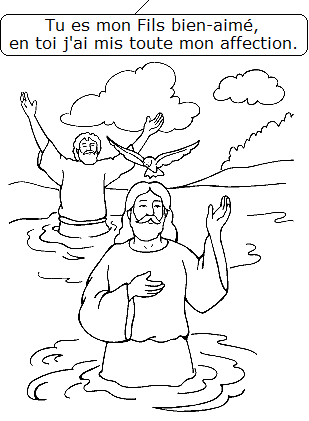 Tu es mon Fils bien-aimé,
en toi j'ai mis toute mon affection.